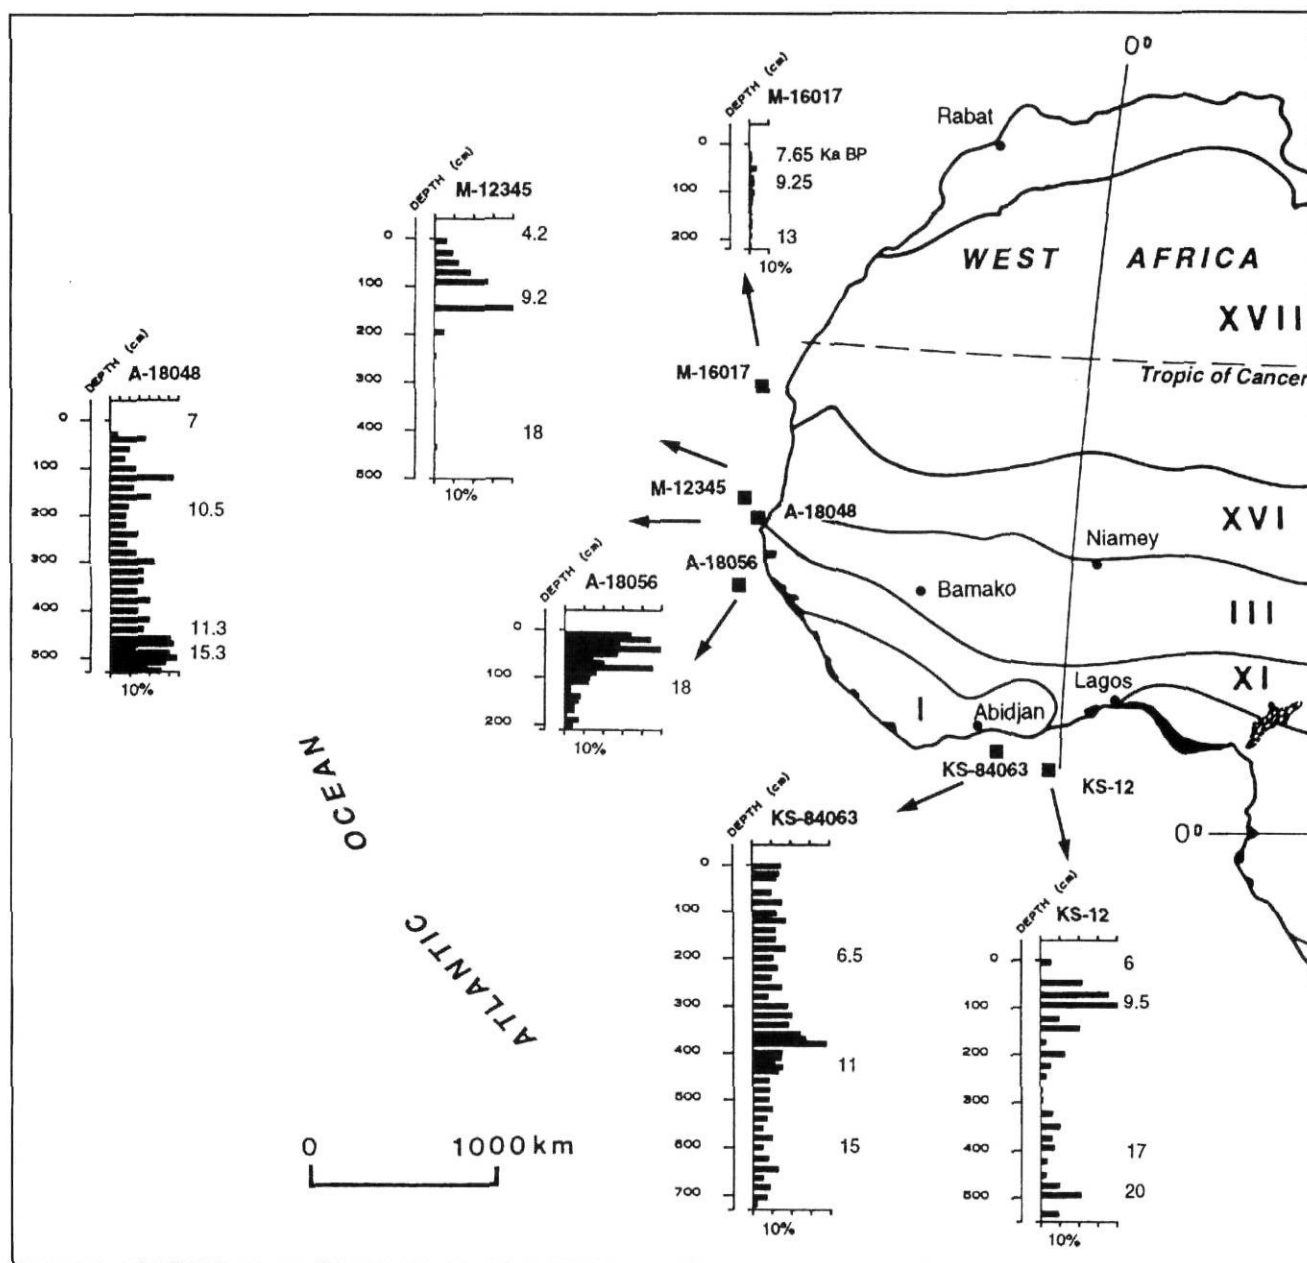 0°
DEPTH (cm)
M-16017
Rabat
0
7.65 Ka BP
9.25
100
200
13
10%
DEPTH (cm)
M-12345
0
4.2
100
9.2
200
300
400
18
500
10%
WEST AFRICA
XVII
Tropic of Cancer
M-16017
DEPTH (cm)
A-18048
0
7
100
200
10.5
300
400
11.3
15.3
500
10%
M-12345
A-18048
XVI
Niamey
A-18056
DEPTH (cm)
A-18056
0
100
18
200
10%
Bamako
III
XI
Lagos
I
Abidjan
KS-84063
KS-12
0°
OCEAN
ATLANTIC
DEPTH (cm)
KS-84063
0
100
200
6.5
300
400
11
500
600
15
700
10%
DEPTH (cm)
KS-12
0
6
100
9.5
200
300
400
17
500
20
10%
0
1000 km